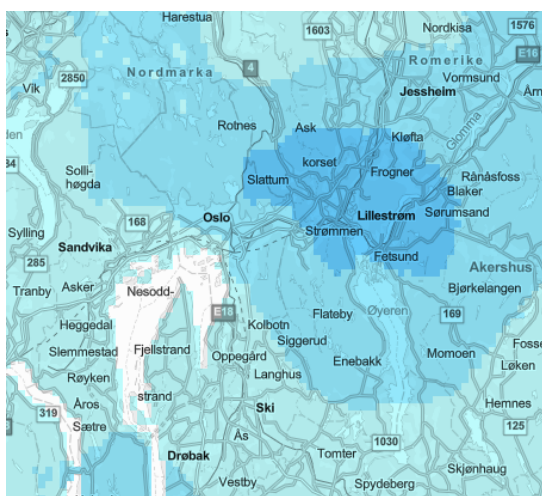 Harestua
1603
Nordkisa
1576
E16
Romerike
Nordmarka
4
2850
Vik
Vormsund
Jessheim
Rotnes
Ask
Kløfta
Glomma
korset
Frogner
Solli-
høgda
Slattum
Rånåsfoss
Blaker
168
Oslo
Lillestrøm
Sørumsand
Sylling
Strømmen
Sandvika
Fetsund
285
Akershus
Tranby
Asker
Nesodd-
Bjørkelangen
E18
Flateby
Øyeren
169
Heggedal
Kolbotn
Siggerud
Slemmestad
Fjellstrand
Oppegård
Enebakk
Momoen
Fosse
Løken
Røyken
Langhus
strand
Åros
319
Ski
Hemnes
Sætre
Ås
1030
125
Drøbak
Tomter
Skjønhaug
Vestby
Spydeberg